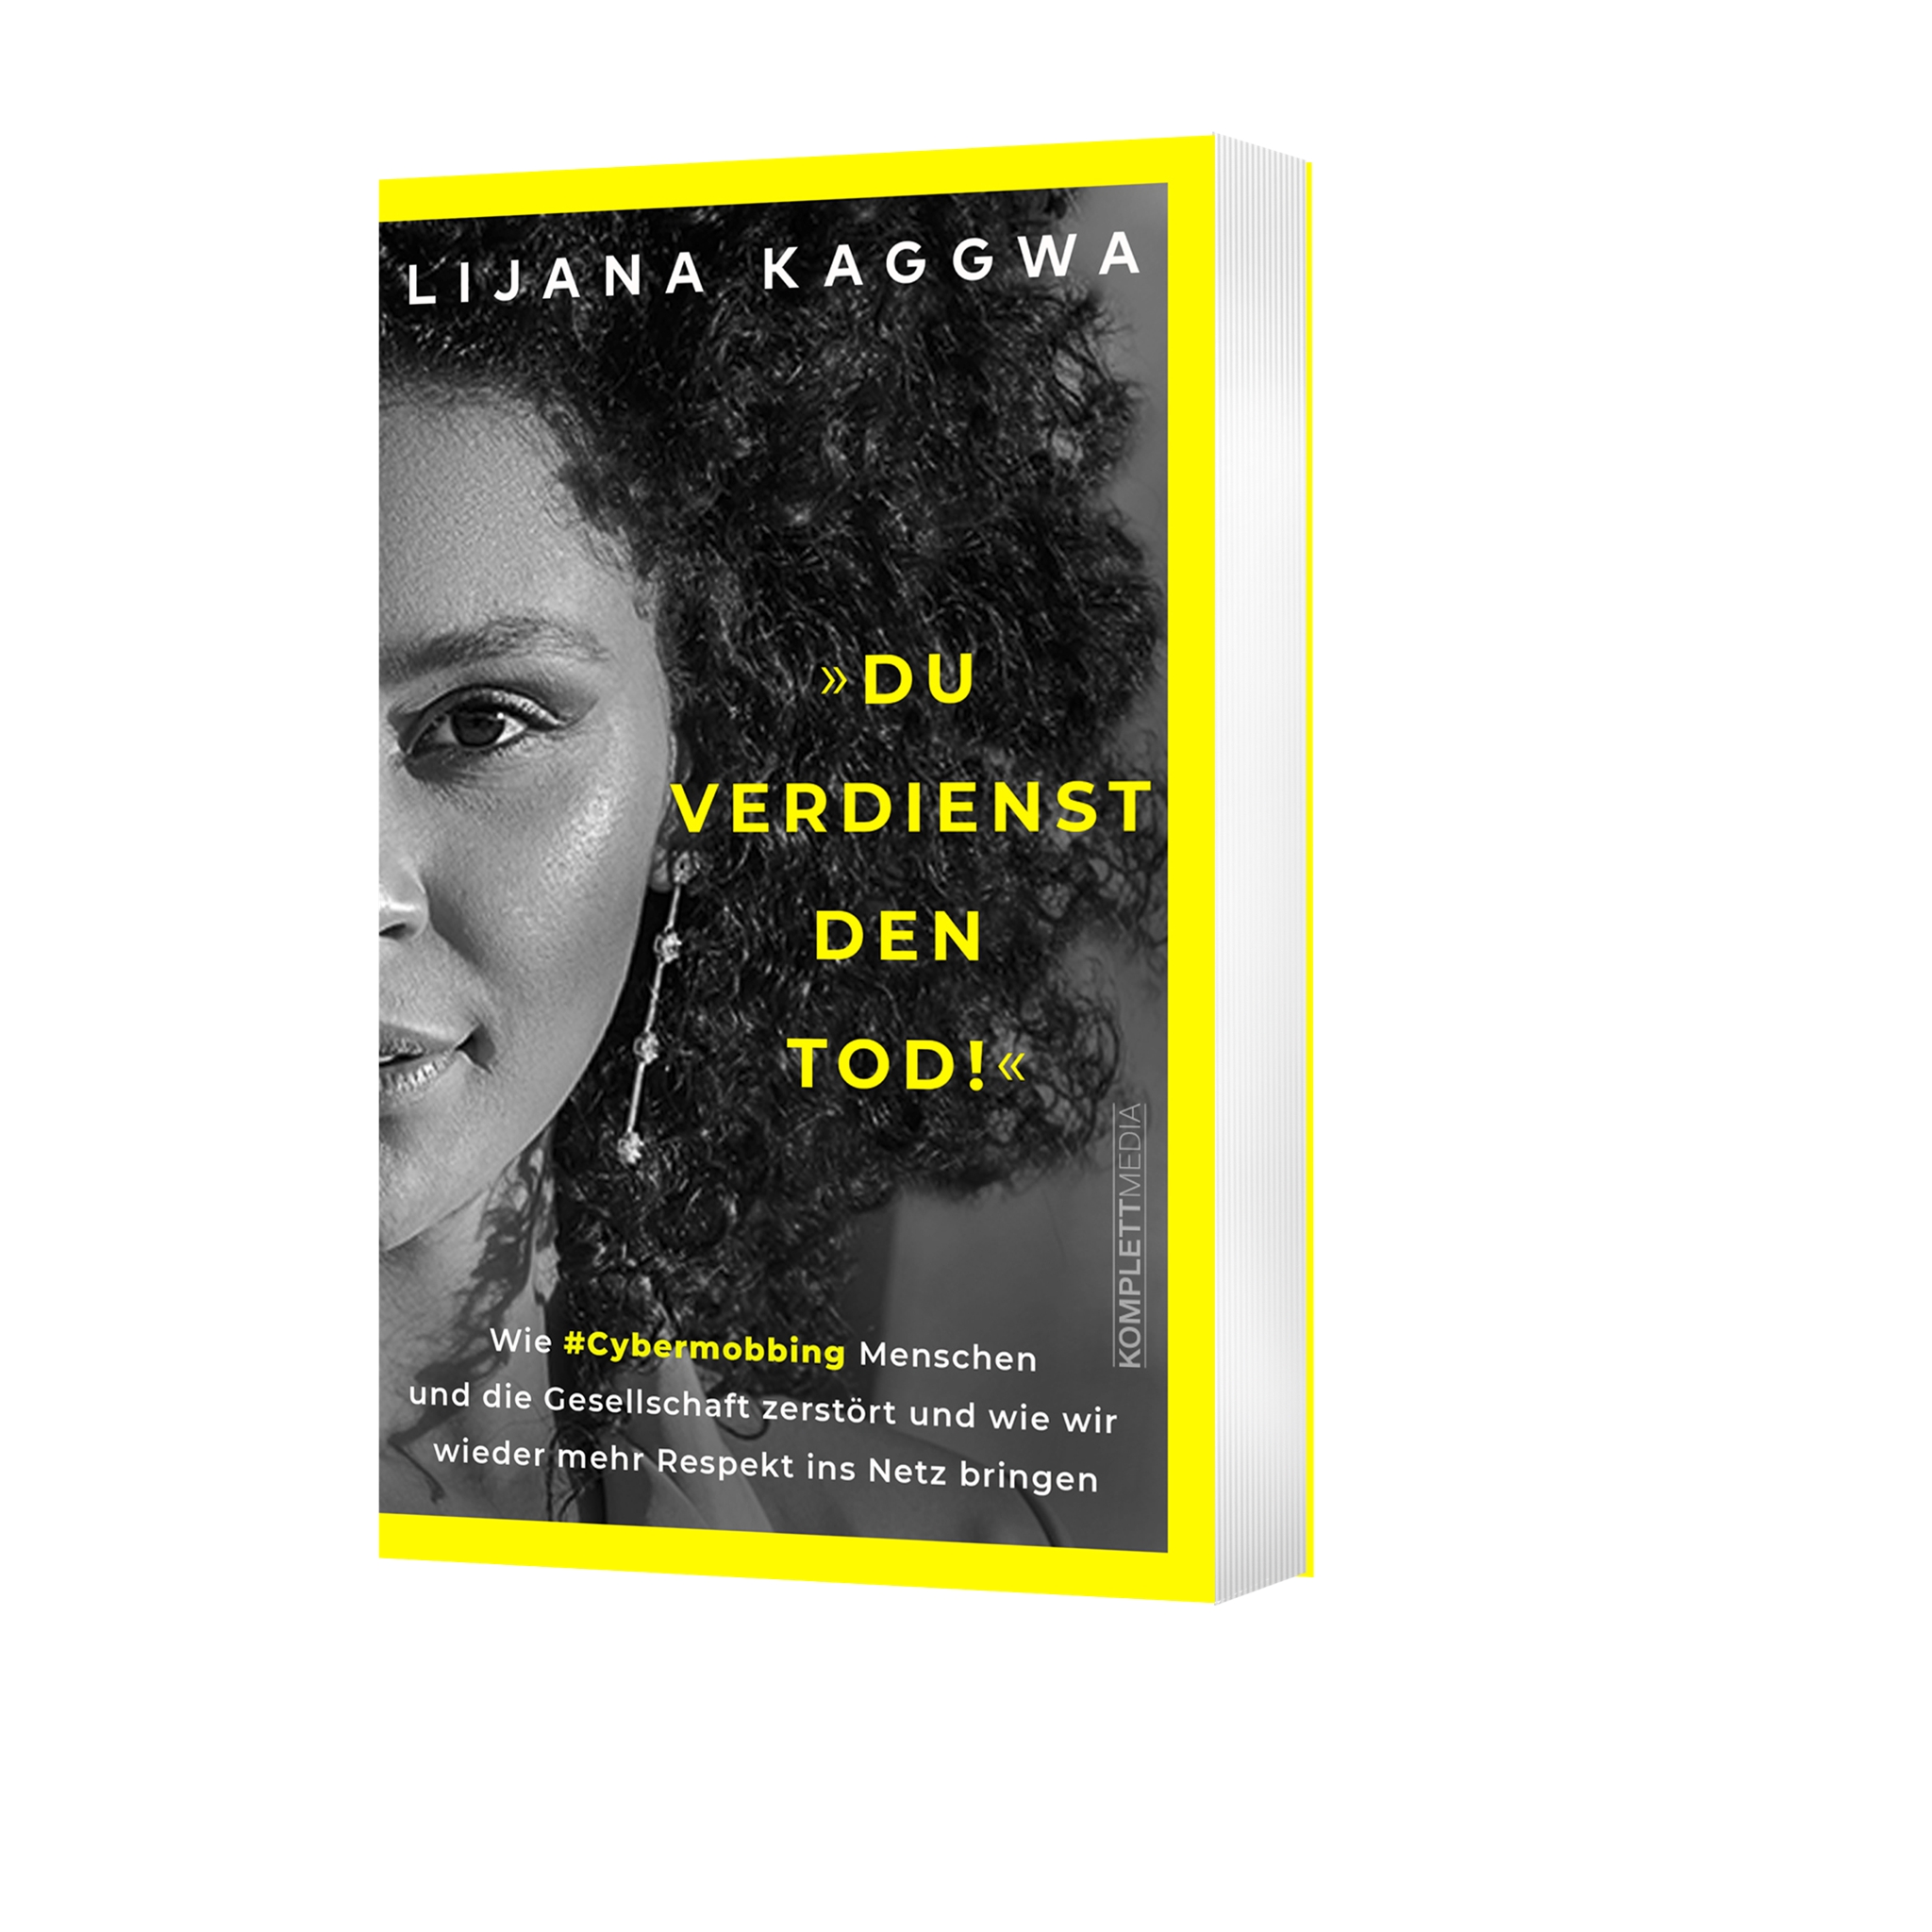 LIJANA KAGGWA
»DU
VERDIENST
DEN
TOD!«
KOMPLETTMEDIA
Wie #Cybermobbing Menschen
und die Gesellschaft zerstört und wie wir
wieder mehr Respekt ins Netz bringen